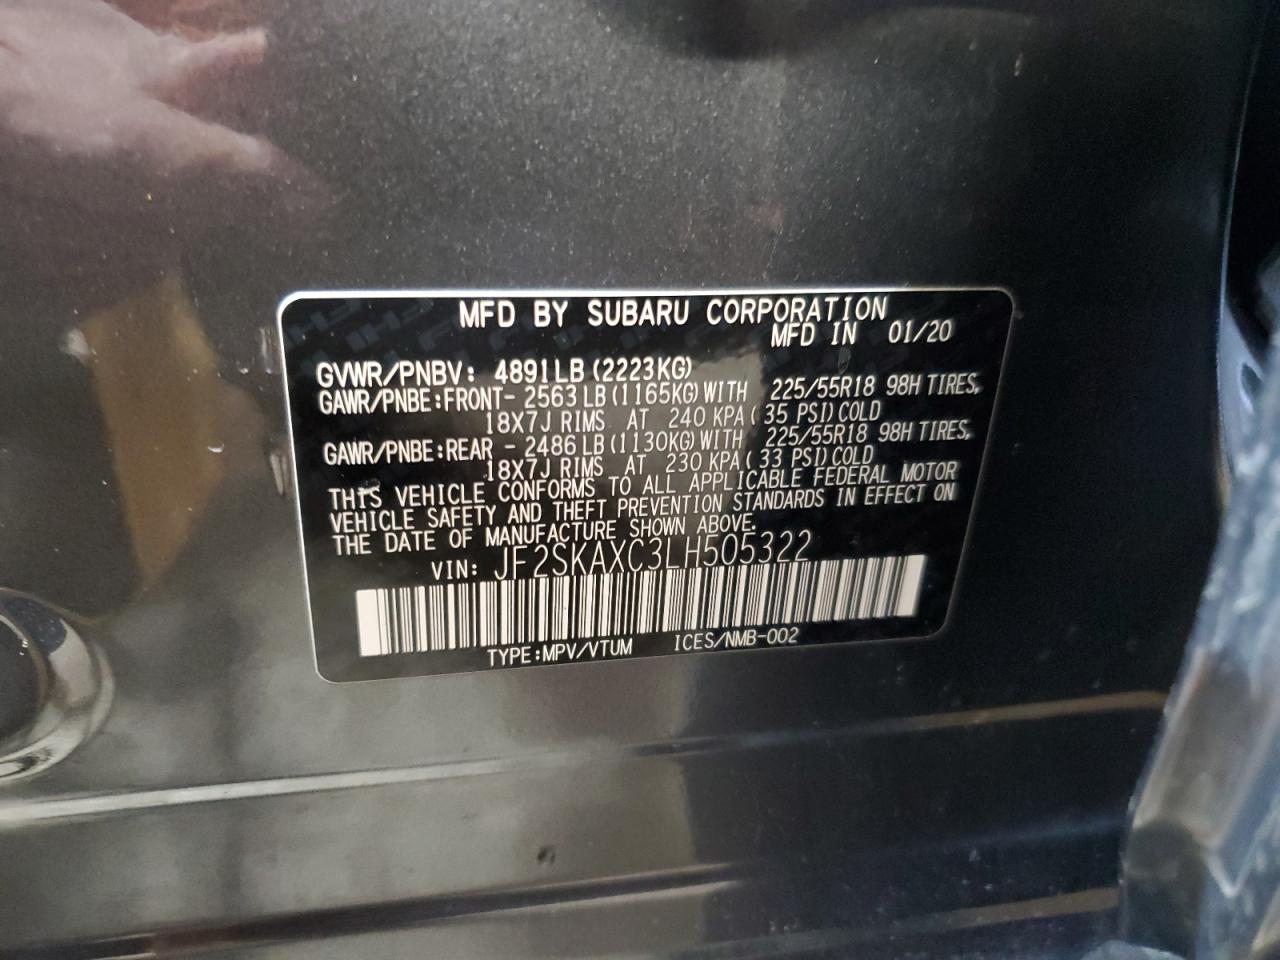 MFD BY SUBARU CORPORATION
MFD IN 01/20
GVWR/PNBV: 4891LB(2223KG)
GAWR/PNBE:FRONT- 2563LB(1165KG)WITH 225/55R18 98H TIRES,
18X7J RIMS AT 240 KPA(35 PSI)COLD
GAWR/PNBE:REAR - 2486LB(1130KG)WITH 225/55R18 98H TIRES,
18X7J RIMS AT 230 KPA(33 PSI)COLD
THIS VEHICLE CONFORMS TO ALL APPLICABLE FEDERAL MOTOR
VEHICLE SAFETY AND THEFT PREVENTION STANDARDS IN EFFECT ON
THE DATE OF MANUFACTURE SHOWN ABOVE.
VIN: JF2SKAXC3LH505322
TYPE:MPV/VTUM ICES/NMB-002